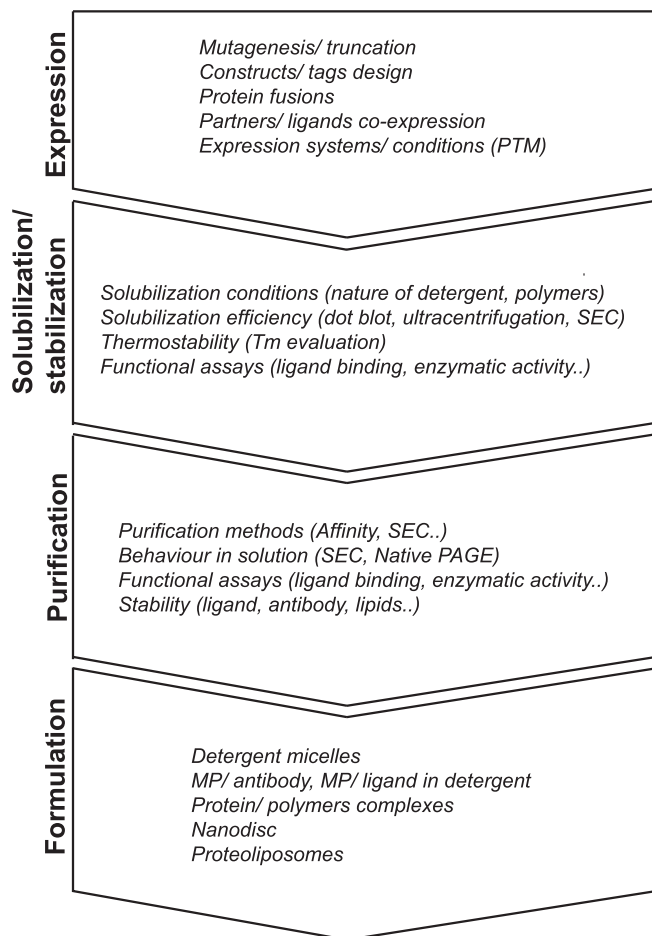 Expression
Mutagenesis/ truncation
Constructs/ tags design
Protein fusions
Partners/ ligands co-expression
Expression systems/ conditions (PTM)
Solubilization/
stabilization
Solubilization conditions (nature of detergent, polymers)
Solubilization efficiency (dot blot, ultracentrifugation, SEC)
Thermostability (Tm evaluation)
Functional assays (ligand binding, enzymatic activity..)
Purification
Purification methods (Affinity, SEC..)
Behaviour in solution (SEC, Native PAGE)
Functional assays (ligand binding, enzymatic activity..)
Stability (ligand, antibody, lipids..)
Formulation
Detergent micelles
MP/ antibody, MP/ ligand in detergent
Protein/ polymers complexes
Nanodisc
Proteoliposomes